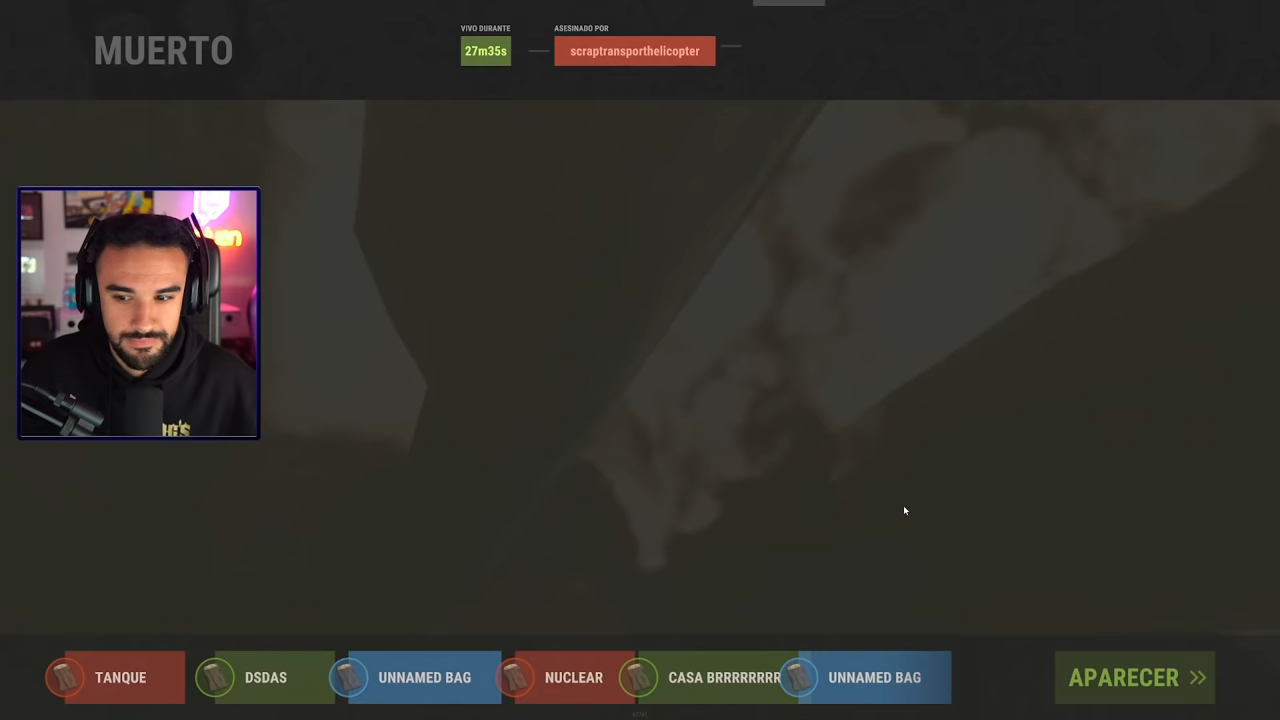 VIVO DURANTE
ASESINADO POR
MUERTO
27m35s
scraptransporthelicopter
TANQUE
DSDAS
UNNAMED BAG
NUCLEAR
CASA BRRRRRRRR
UNNAMED BAG
APARECER